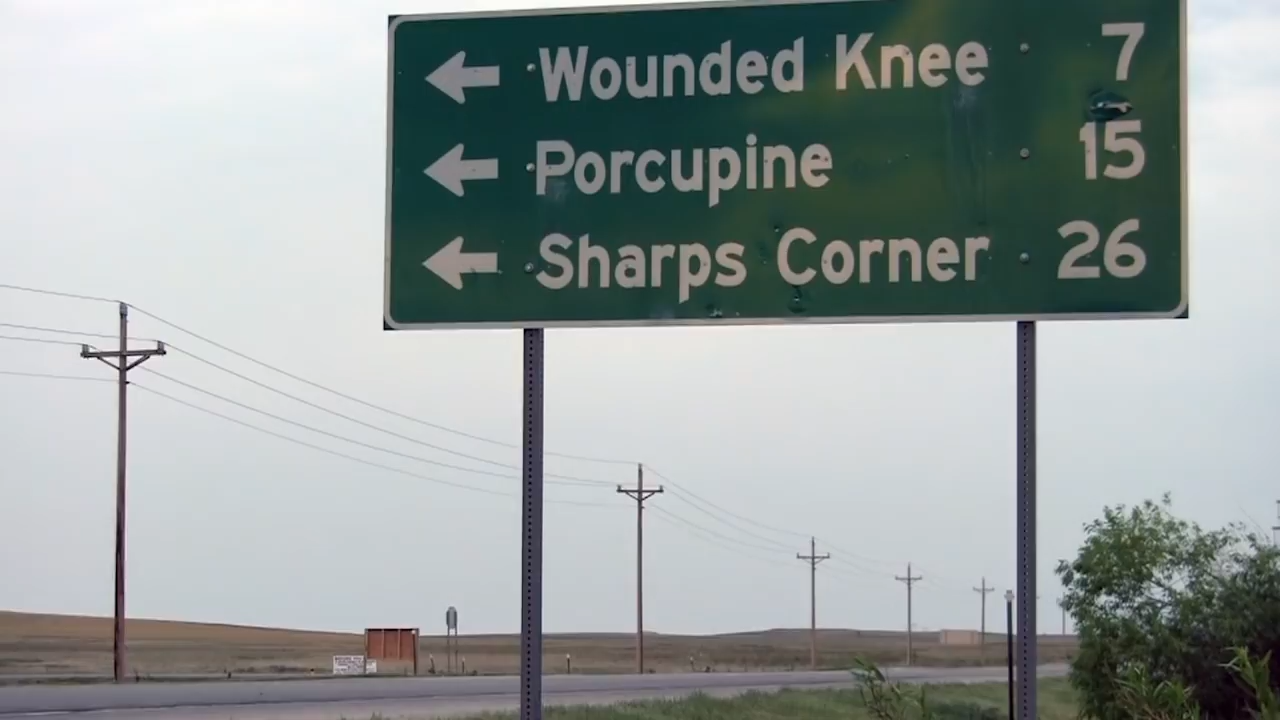 ← Wounded Knee 7
← Porcupine 15
← Sharps Corner 26